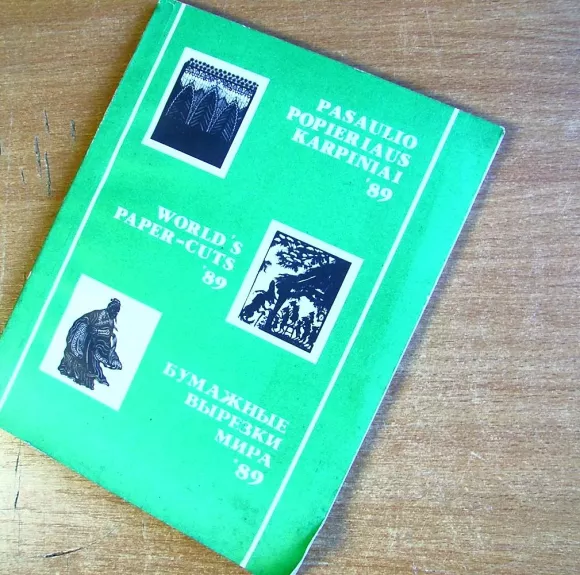 PASAULIO
POPIERIAUS
KARPINIAI
'89
WORLD'S
PAPER-CUTS
'89
БУМАЖНЫЕ
ВЫРЕЗКИ
МИРА
'89